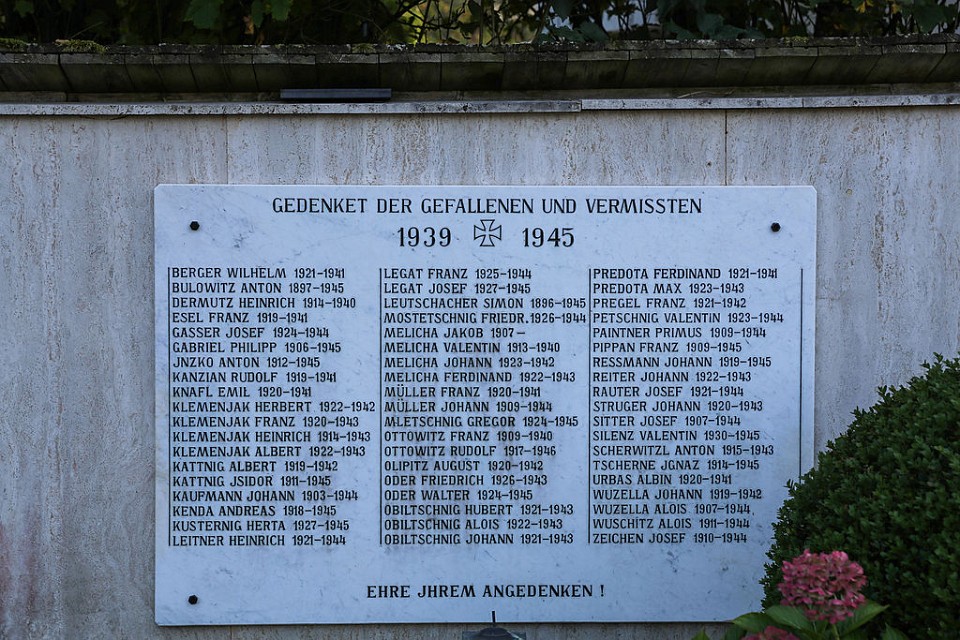 GEDENKET DER GEFALLENEN UND VERMISSTEN
1939 1945
BERGER WILHELM 1921-1941
BULOWITZ ANTON 1897-1945
DERMUTZ HEINRICH 1914-1940
ESEL FRANZ 1919-1941
GASSER JOSEF 1924-1944
GABRIEL PHILIPP 1906-1945
JNZKO ANTON 1912-1945
KANZIAN RUDOLF 1919-1941
KNAFL EMIL 1920-1941
KLEMENJAK HERBERT 1922-1942
KLEMENJAK FRANZ 1920-1943
KLEMENJAK HEINRICH 1914-1943
KLEMENJAK ALBERT 1922-1943
KATTNIG ALBERT 1919-1942
KATTNIG JSIDOR 1911-1945
KAUFMANN JOHANN 1903-1944
KENDA ANDREAS 1918-1945
KUSTERNIG HERTA 1927-1945
LEITNER HEINRICH 1921-1944
LEGAT FRANZ 1925-1944
LEGAT JOSEF 1927-1945
LEUTSCHACHER SIMON 1896-1945
MOSTETSCHNIG FRIEDR. 1926-1944
MELICHA JAKOB 1907-
MELICHA VALENTIN 1913-1940
MELICHA JOHANN 1923-1942
MELICHA FERDINAND 1922-1943
MÜLLER FRANZ 1920-1941
MÜLLER JOHANN 1909-1944
MLETSCHNIG GREGOR 1924-1945
OTTOWITZ FRANZ 1909-1940
OTTOWITZ RUDOLF 1917-1946
OLIPITZ AUGUST 1920-1942
ODER FRIEDRICH 1926-1943
ODER WALTER 1924-1945
OBILTSCHNIG HUBERT 1921-1943
OBILTSCHNIG ALOIS 1922-1943
OBILTSCHNIG JOHANN 1921-1943
PREDOTA FERDINAND 1921-1941
PREDOTA MAX 1923-1943
PREGEL FRANZ 1921-1942
PETSCHNIG VALENTIN 1923-1944
PAINTNER PRIMUS 1909-1944
PIPPAN FRANZ 1909-1945
RESSMANN JOHANN 1919-1945
REITER JOHANN 1922-1943
RAUTER JOSEF 1921-1944
STRUGER JOHANN 1920-1943
SITTER JOSEF 1907-1944
SILENZ VALENTIN 1930-1945
SCHERWITZL ANTON 1915-1943
TSCHERNE JGNAZ 1914-1945
URBAS ALBIN 1920-1941
WUZELLA JOHANN 1919-1942
WUZELLA ALOIS 1907-1944
WUSCHITZ ALOIS 1911-1944
ZEICHEN JOSEF 1910-1944
EHRE JHREM ANGEDENKEN !